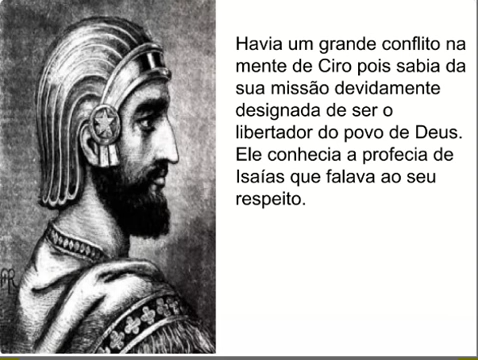 Havia um grande conflito na
mente de Ciro pois sabia da
sua missão devidamente
designada de ser o
libertador do povo de Deus.
Ele conhecia a profecia de
Isaías que falava ao seu
respeito.